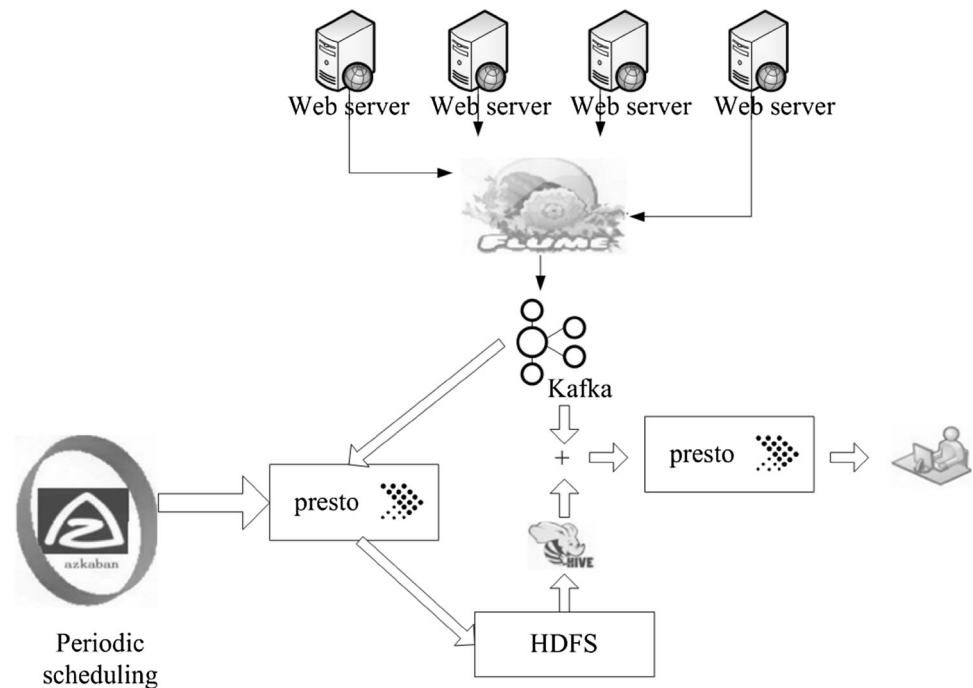 Web server
Web server
Web server
Web server
FLUME
Kafka
presto
presto
azkaban
HIVE
HDFS
Periodic
scheduling